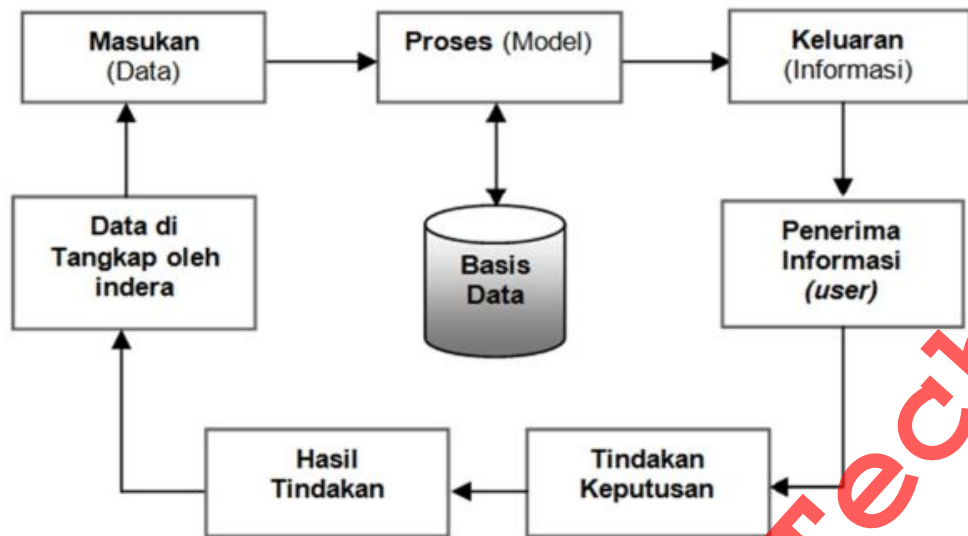 Masukan
(Data)
Proses (Model)
Keluaran
(Informasi)
Data di
Tangkap oleh
indera
Basis
Data
Penerima
Informasi
(user)
Hasil
Tindakan
Tindakan
Keputusan